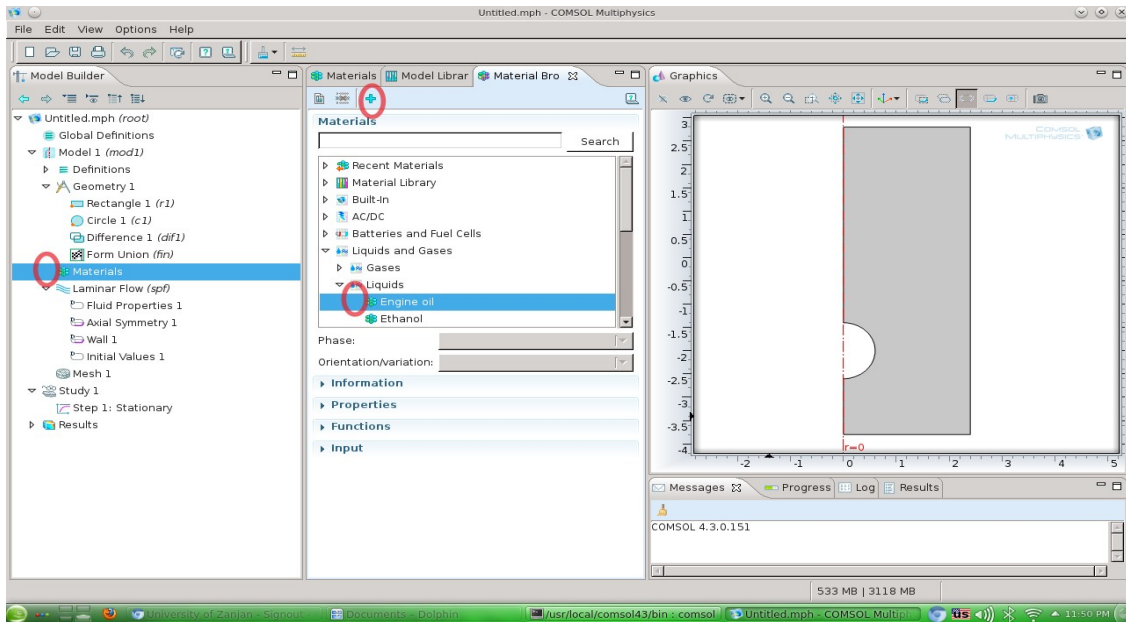 Untitled.mph - COMSOL Multiphysics
File Edit View Options Help
Model Builder
Untitled.mph (root)
Global Definitions
Model 1 (mod1)
Definitions
Geometry 1
Rectangle 1 (r1)
Circle 1 (c1)
Difference 1 (dif1)
Form Union (fin)
Materials
Laminar Flow (spf)
Fluid Properties 1
Axial Symmetry 1
Wall 1
Initial Values 1
Mesh 1
Study 1
Step 1: Stationary
Results
Materials Model Librar Material Bro
Materials
Search
Recent Materials
Material Library
Built-In
AC/DC
Batteries and Fuel Cells
Liquids and Gases
Gases
Liquids
Engine oil
Ethanol
Phase:
Orientation/variation:
Information
Properties
Functions
Input
Graphics
COMSOL
MULTIPHYSICS
3
2.5
2
1.5
1
0.5
0
-0.5
-1
-1.5
-2
-2.5
-3
-3.5
-4
r=0
-2 -1 0 1 2 3 4 5
Messages Progress Log Results
COMSOL 4.3.0.151
533 MB | 3118 MB
University of Zanjan - Signout
Documents - Dolphin
/usr/local/comsol43/bin : comsol
Untitled.mph - COMSOL Multiph
us
11:50 PM